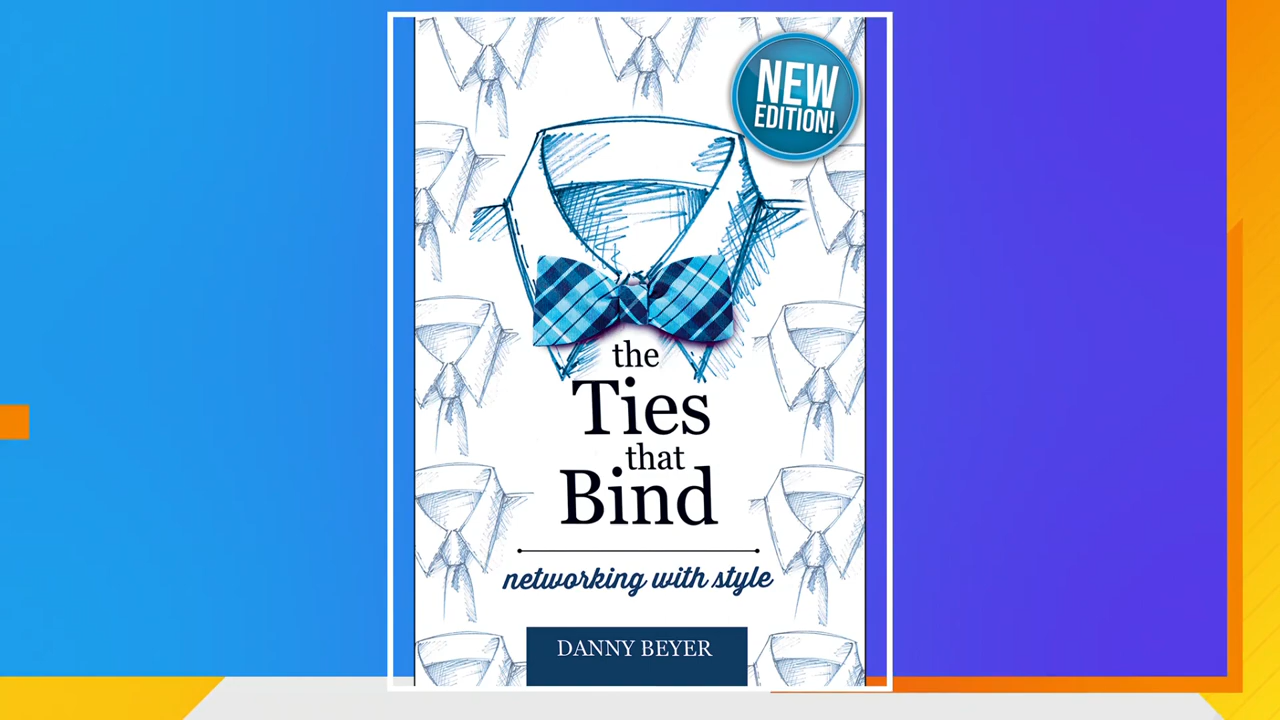 NEW
EDITION!
the
Ties
that
Bind
networking with style
DANNY BEYER